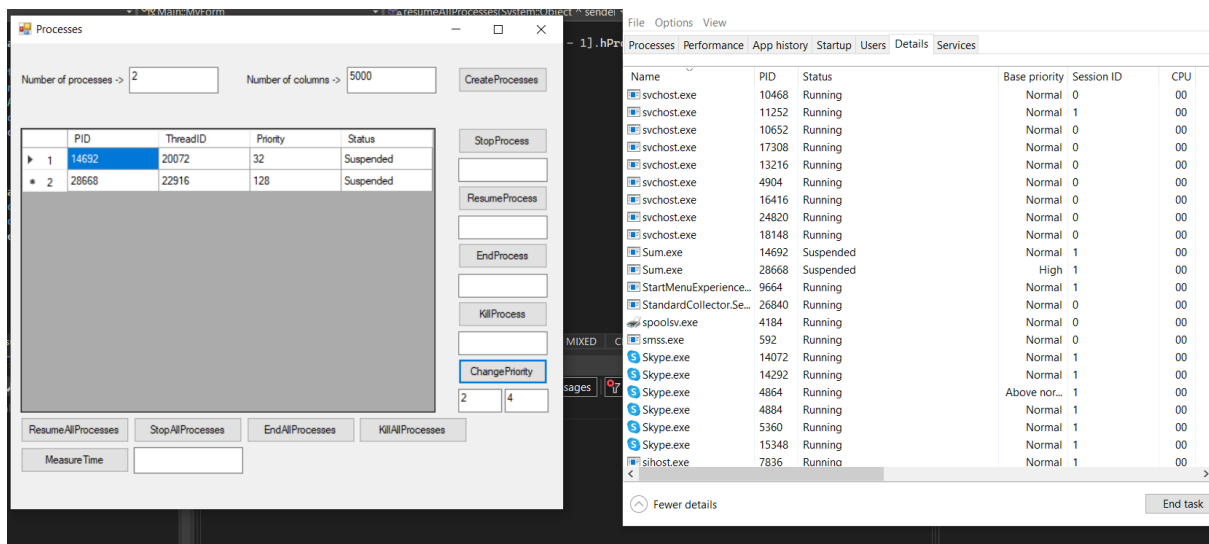 Main::MyForm
resumeAllProcesses(System::Object ^ sender
Processes
- 1].hPro
Number of processes -> 2 Number of columns -> 5000 CreateProcesses
PID ThreadID Priority Status
1 14692 20072 32 Suspended
2 28668 22916 128 Suspended
StopProcess
ResumeProcess
EndProcess
KillProcess
ChangePriority
2 4
ResumeAllProcesses StopAllProcesses EndAllProcesses KillAllProcesses
MeasureTime
MIXED
sages
File Options View
Processes Performance App history Startup Users Details Services
Name PID Status Base priority Session ID CPU
svchost.exe 10468 Running Normal 0 00
svchost.exe 11252 Running Normal 1 00
svchost.exe 10652 Running Normal 0 00
svchost.exe 17308 Running Normal 0 00
svchost.exe 13216 Running Normal 0 00
svchost.exe 4904 Running Normal 0 00
svchost.exe 16416 Running Normal 0 00
svchost.exe 24820 Running Normal 0 00
svchost.exe 18148 Running Normal 0 00
Sum.exe 14692 Suspended Normal 1 00
Sum.exe 28668 Suspended High 1 00
StartMenuExperience... 9664 Running Normal 1 00
StandardCollector.Se... 26840 Running Normal 0 00
spoolsv.exe 4184 Running Normal 0 00
smss.exe 592 Running Normal 0 00
Skype.exe 14072 Running Normal 1 00
Skype.exe 14292 Running Normal 1 00
Skype.exe 4864 Running Above nor... 1 00
Skype.exe 4884 Running Normal 1 00
Skype.exe 5360 Running Normal 1 00
Skype.exe 15348 Running Normal 1 00
sihost.exe 7836 Running Normal 1 00
Fewer details End task